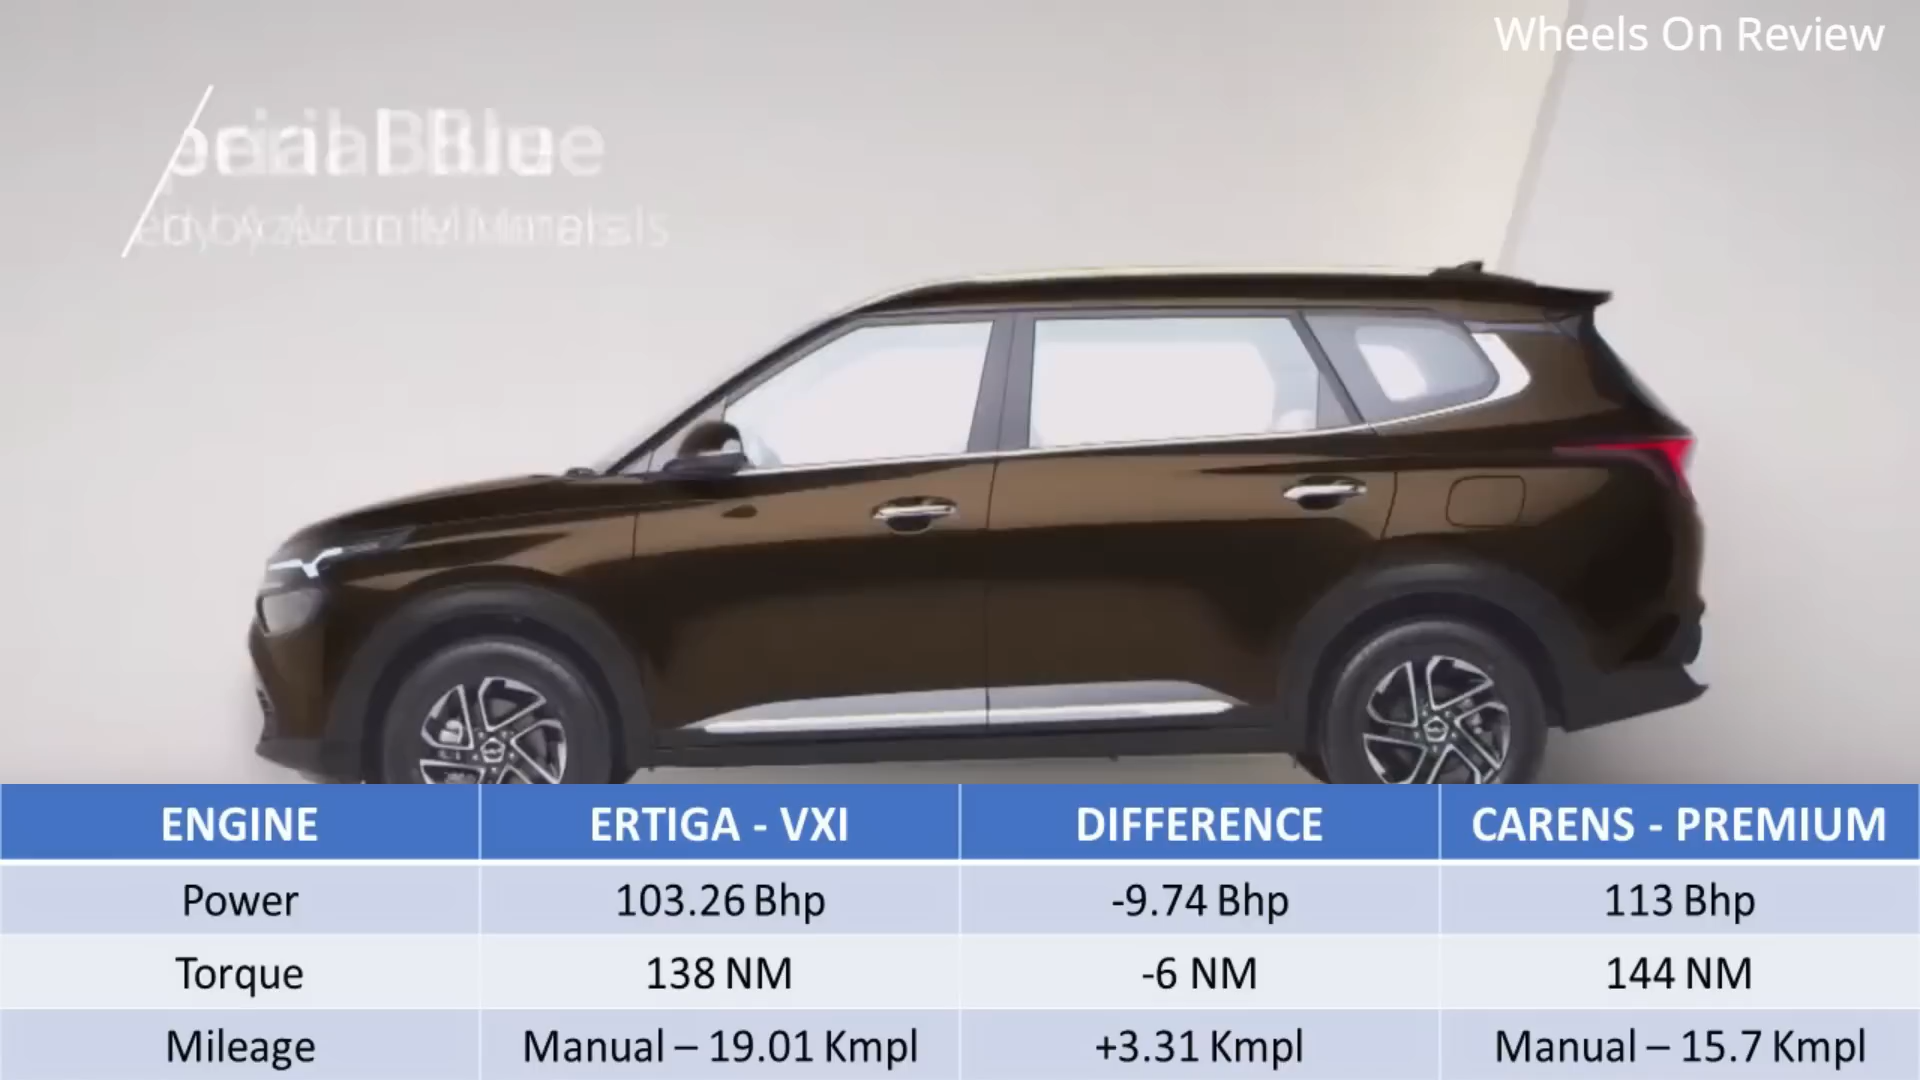 Wheels On Review
ENGINE ERTIGA - VXI DIFFERENCE CARENS - PREMIUM
Power 103.26 Bhp -9.74 Bhp 113 Bhp
Torque 138 NM -6 NM 144 NM
Mileage Manual – 19.01 Kmpl +3.31 Kmpl Manual – 15.7 Kmpl